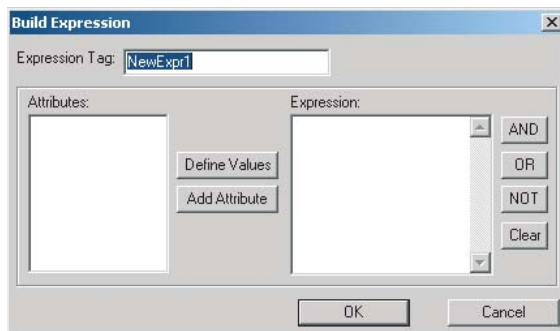 Build Expression
Expression Tag: NewExpr1
Attributes:
Expression:
Define Values
Add Attribute
AND
OR
NOT
Clear
OK
Cancel